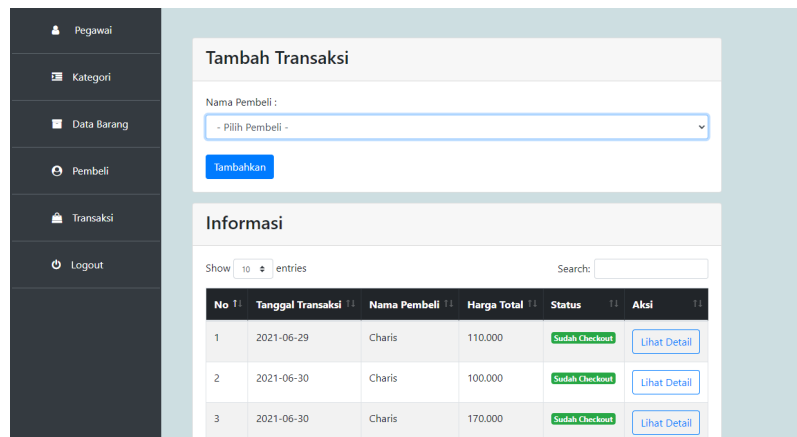 Pegawai
Kategori
Data Barang
Pembeli
Transaksi
Logout
Tambah Transaksi
Nama Pembeli :
- Pilih Pembeli -
Tambahkan
Informasi
Show 10 entries Search:
No Tanggal Transaksi Nama Pembeli Harga Total Status Aksi
1 2021-06-29 Charis 110.000 Sudah Checkout Lihat Detail
2 2021-06-30 Charis 100.000 Sudah Checkout Lihat Detail
3 2021-06-30 Charis 170.000 Sudah Checkout Lihat Detail